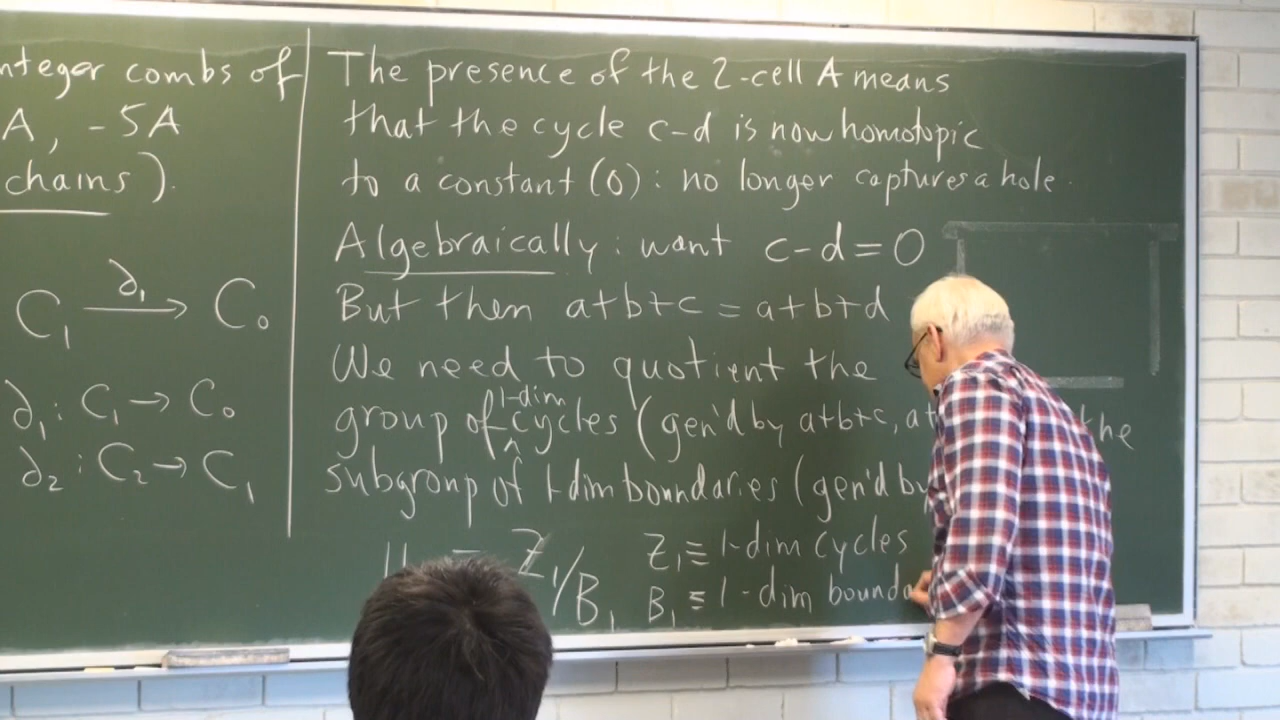 nteger combs of
A, -5A
chains).
C₁ —∂₁→ C₀
∂₁: C₁ → C₀
∂₂: C₂ → C₁
The presence of the 2-cell A means
that the cycle c-d is now homotopic
to a constant (0): no longer captures a hole.
Algebraically: want c-d=0
But then a+b+c = a+b+d
We need to quotient the
group of 1-dim cycles (gen'd by a+b+c, a+ the
subgroup of 1-dim boundaries (gen'd by
= Z₁/B₁
Z₁ ≡ 1-dim cycles
B₁ ≡ 1-dim bounda